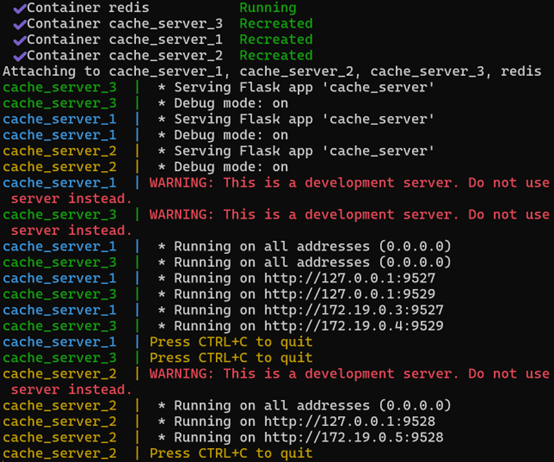 ✔Container redis Running
✔Container cache_server_3 Recreated
✔Container cache_server_1 Recreated
✔Container cache_server_2 Recreated
Attaching to cache_server_1, cache_server_2, cache_server_3, redis
cache_server_3 | * Serving Flask app 'cache_server'
cache_server_3 | * Debug mode: on
cache_server_1 | * Serving Flask app 'cache_server'
cache_server_1 | * Debug mode: on
cache_server_2 | * Serving Flask app 'cache_server'
cache_server_2 | * Debug mode: on
cache_server_1 | WARNING: This is a development server. Do not use
server instead.
cache_server_3 | WARNING: This is a development server. Do not use
server instead.
cache_server_1 | * Running on all addresses (0.0.0.0)
cache_server_3 | * Running on all addresses (0.0.0.0)
cache_server_1 | * Running on http://127.0.0.1:9527
cache_server_3 | * Running on http://127.0.0.1:9529
cache_server_1 | * Running on http://172.19.0.3:9527
cache_server_3 | * Running on http://172.19.0.4:9529
cache_server_1 | Press CTRL+C to quit
cache_server_3 | Press CTRL+C to quit
cache_server_2 | WARNING: This is a development server. Do not use
server instead.
cache_server_2 | * Running on all addresses (0.0.0.0)
cache_server_2 | * Running on http://127.0.0.1:9528
cache_server_2 | * Running on http://172.19.0.5:9528
cache_server_2 | Press CTRL+C to quit